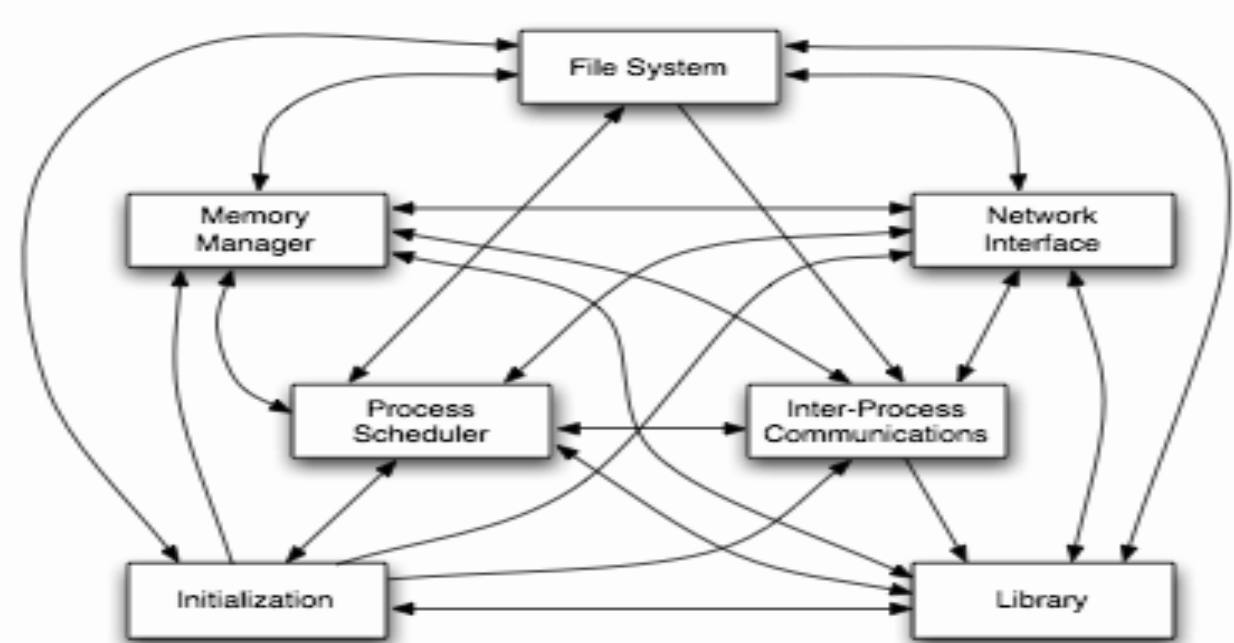 File System
Memory
Manager
Network
Interface
Process
Scheduler
Inter-Process
Communications
Initialization
Library